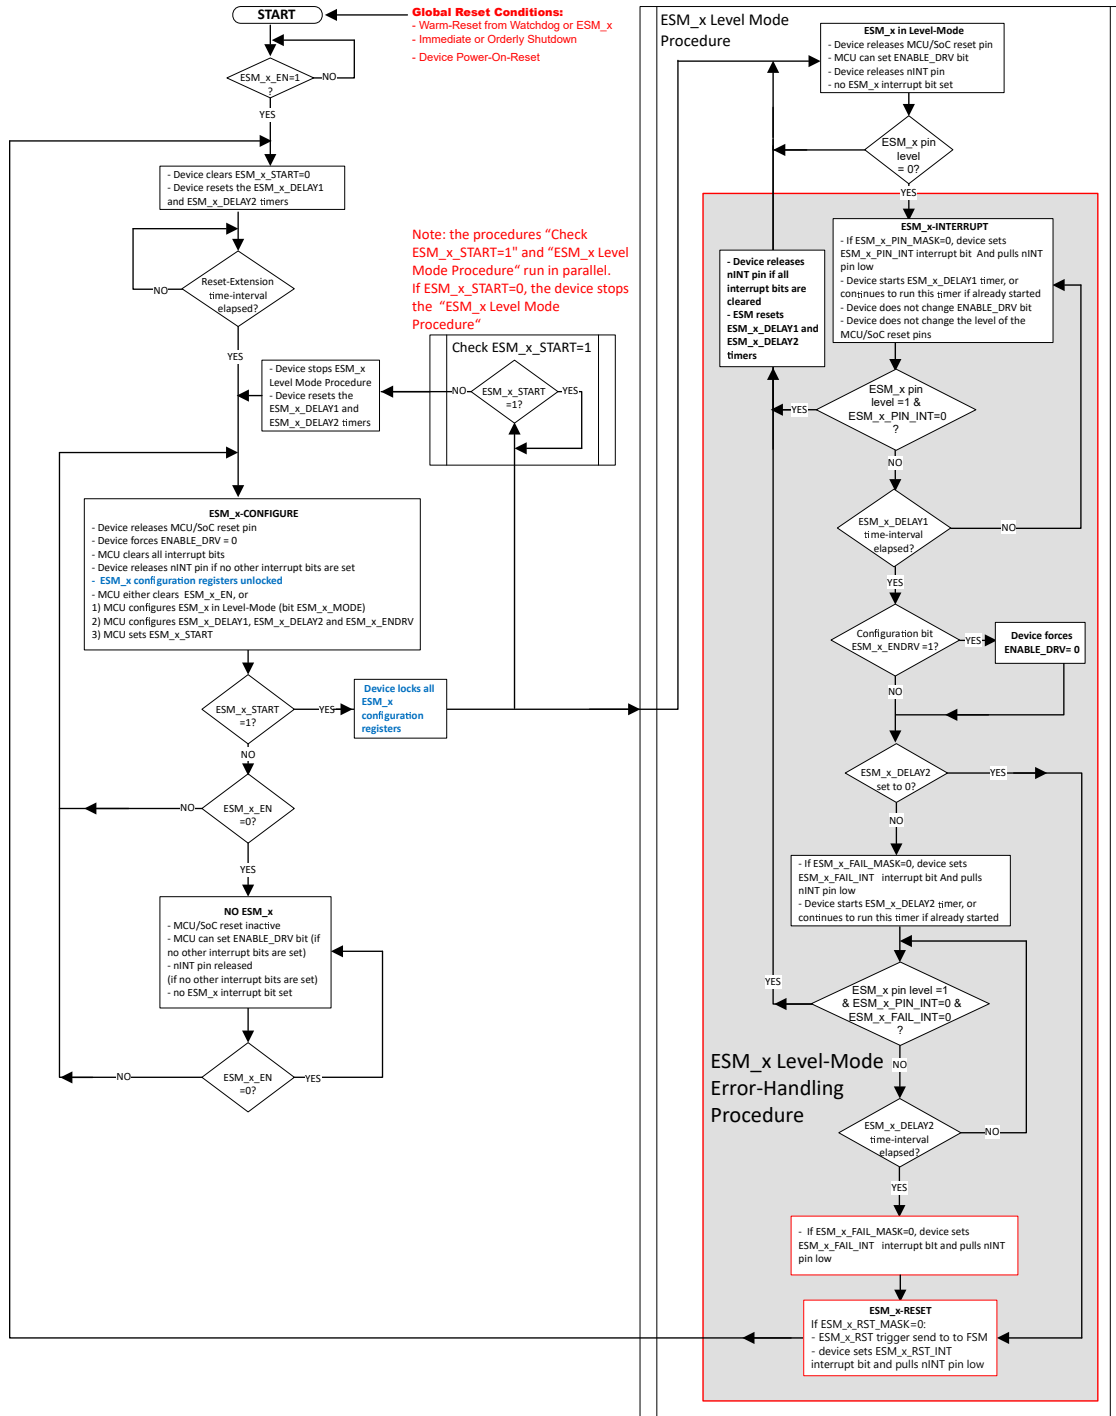 START
Global Reset Conditions:
- Warm-Reset from Watchdog or ESM_x
- Immediate or Orderly Shutdown
- Device Power-On-Reset
ESM_x_EN=1
?
NO
YES
- Device clears ESM_x_START=0
- Device resets the ESM_x_DELAY1
and ESM_x_DELAY2 timers
Reset-Extension
time-interval
elapsed?
NO
YES
Note: the procedures “Check
ESM_x_START=1" and “ESM_x Level
Mode Procedure“ run in parallel.
If ESM_x_START=0, the device stops
the “ESM_x Level Mode
Procedure“
Check ESM_x_START=1
ESM_x_START
=1?
YES
NO
- Device stops ESM_x
Level Mode Procedure
- Device resets the
ESM_x_DELAY1 and
ESM_x_DELAY2 timers
ESM_x-CONFIGURE
- Device releases MCU/SoC reset pin
- Device forces ENABLE_DRV = 0
- MCU clears all interrupt bits
- Device releases nINT pin if no other interrupt bits are set
- ESM_x configuration registers unlocked
- MCU either clears ESM_x_EN, or
1) MCU configures ESM_x in Level-Mode (bit ESM_x_MODE)
2) MCU configures ESM_x_DELAY1, ESM_x_DELAY2 and ESM_x_ENDRV
3) MCU sets ESM_x_START
ESM_x_START
=1?
YES
NO
Device locks all
ESM_x
configuration
registers
ESM_x_EN
=0?
NO
YES
NO ESM_x
- MCU/SoC reset inactive
- MCU can set ENABLE_DRV bit (if
no other interrupt bits are set)
- nINT pin released
(if no other interrupt bits are set)
- no ESM_x interrupt bit set
ESM_x_EN
=0?
NO
YES
ESM_x Level Mode
Procedure
ESM_x in Level-Mode
- Device releases MCU/SoC reset pin
- MCU can set ENABLE_DRV bit
- Device releases nINT pin
- no ESM_x interrupt bit set
ESM_x pin
level
= 0?
YES
- Device releases
nINT pin if all
interrupt bits are
cleared
- ESM resets
ESM_x_DELAY1 and
ESM_x_DELAY2
timers
ESM_x-INTERRUPT
- If ESM_x_PIN_MASK=0, device sets
ESM_x_PIN_INT interrupt bit And pulls nINT
pin low
- Device starts ESM_x_DELAY1 timer, or
continues to run this timer if already started
- Device does not change ENABLE_DRV bit
- Device does not change the level of the
MCU/SoC reset pins
ESM_x pin
level =1 &
ESM_x_PIN_INT=0
?
YES
NO
ESM_x_DELAY1
time-interval
elapsed?
NO
YES
Configuration bit
ESM_x_ENDRV =1?
YES
NO
Device forces
ENABLE_DRV= 0
ESM_x_DELAY2
set to 0?
YES
NO
- If ESM_x_FAIL_MASK=0, device sets
ESM_x_FAIL_INT interrupt bit And pulls
nINT pin low
- Device starts ESM_x_DELAY2 timer, or
continues to run this timer if already started
ESM_x pin level =1
& ESM_x_PIN_INT=0 &
ESM_x_FAIL_INT=0
?
YES
NO
ESM_x Level-Mode
Error-Handling
Procedure
ESM_x_DELAY2
time-interval
elapsed?
NO
YES
- If ESM_x_FAIL_MASK=0, device sets
ESM_x_FAIL_INT interrupt bIt and pulls nINT
pin low
ESM_x-RESET
If ESM_x_RST_MASK=0:
- ESM_x_RST trigger send to to FSM
- device sets ESM_x_RST_INT
interrupt bit and pulls nINT pin low